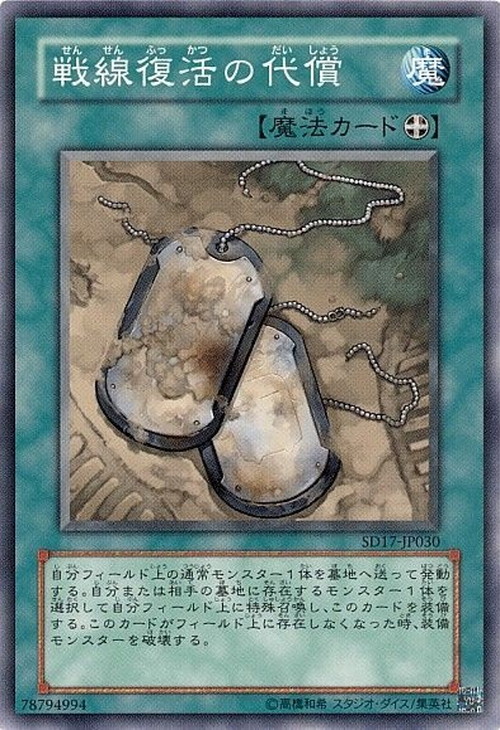 戦線復活の代償
魔
【魔法カード】
SD17-JP030
自分フィールド上の通常モンスター1体を墓地へ送って発動
する。自分または相手の墓地に存在するモンスター1体を
選択して自分フィールド上に特殊召喚し、このカードを装備
する。このカードがフィールド上に存在しなくなった時、装備
モンスターを破壊する。
78794994
©高橋和希 スタジオ・ダイス/集英社